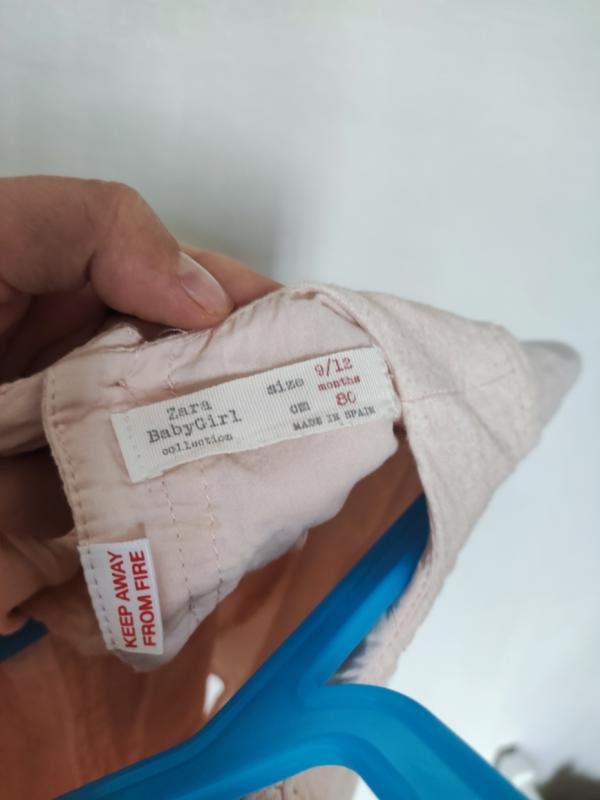 Zara
BabyGirl
collection
size 9/12
months
cm 80
MADE IN SPAIN
KEEP AWAY
FROM FIRE